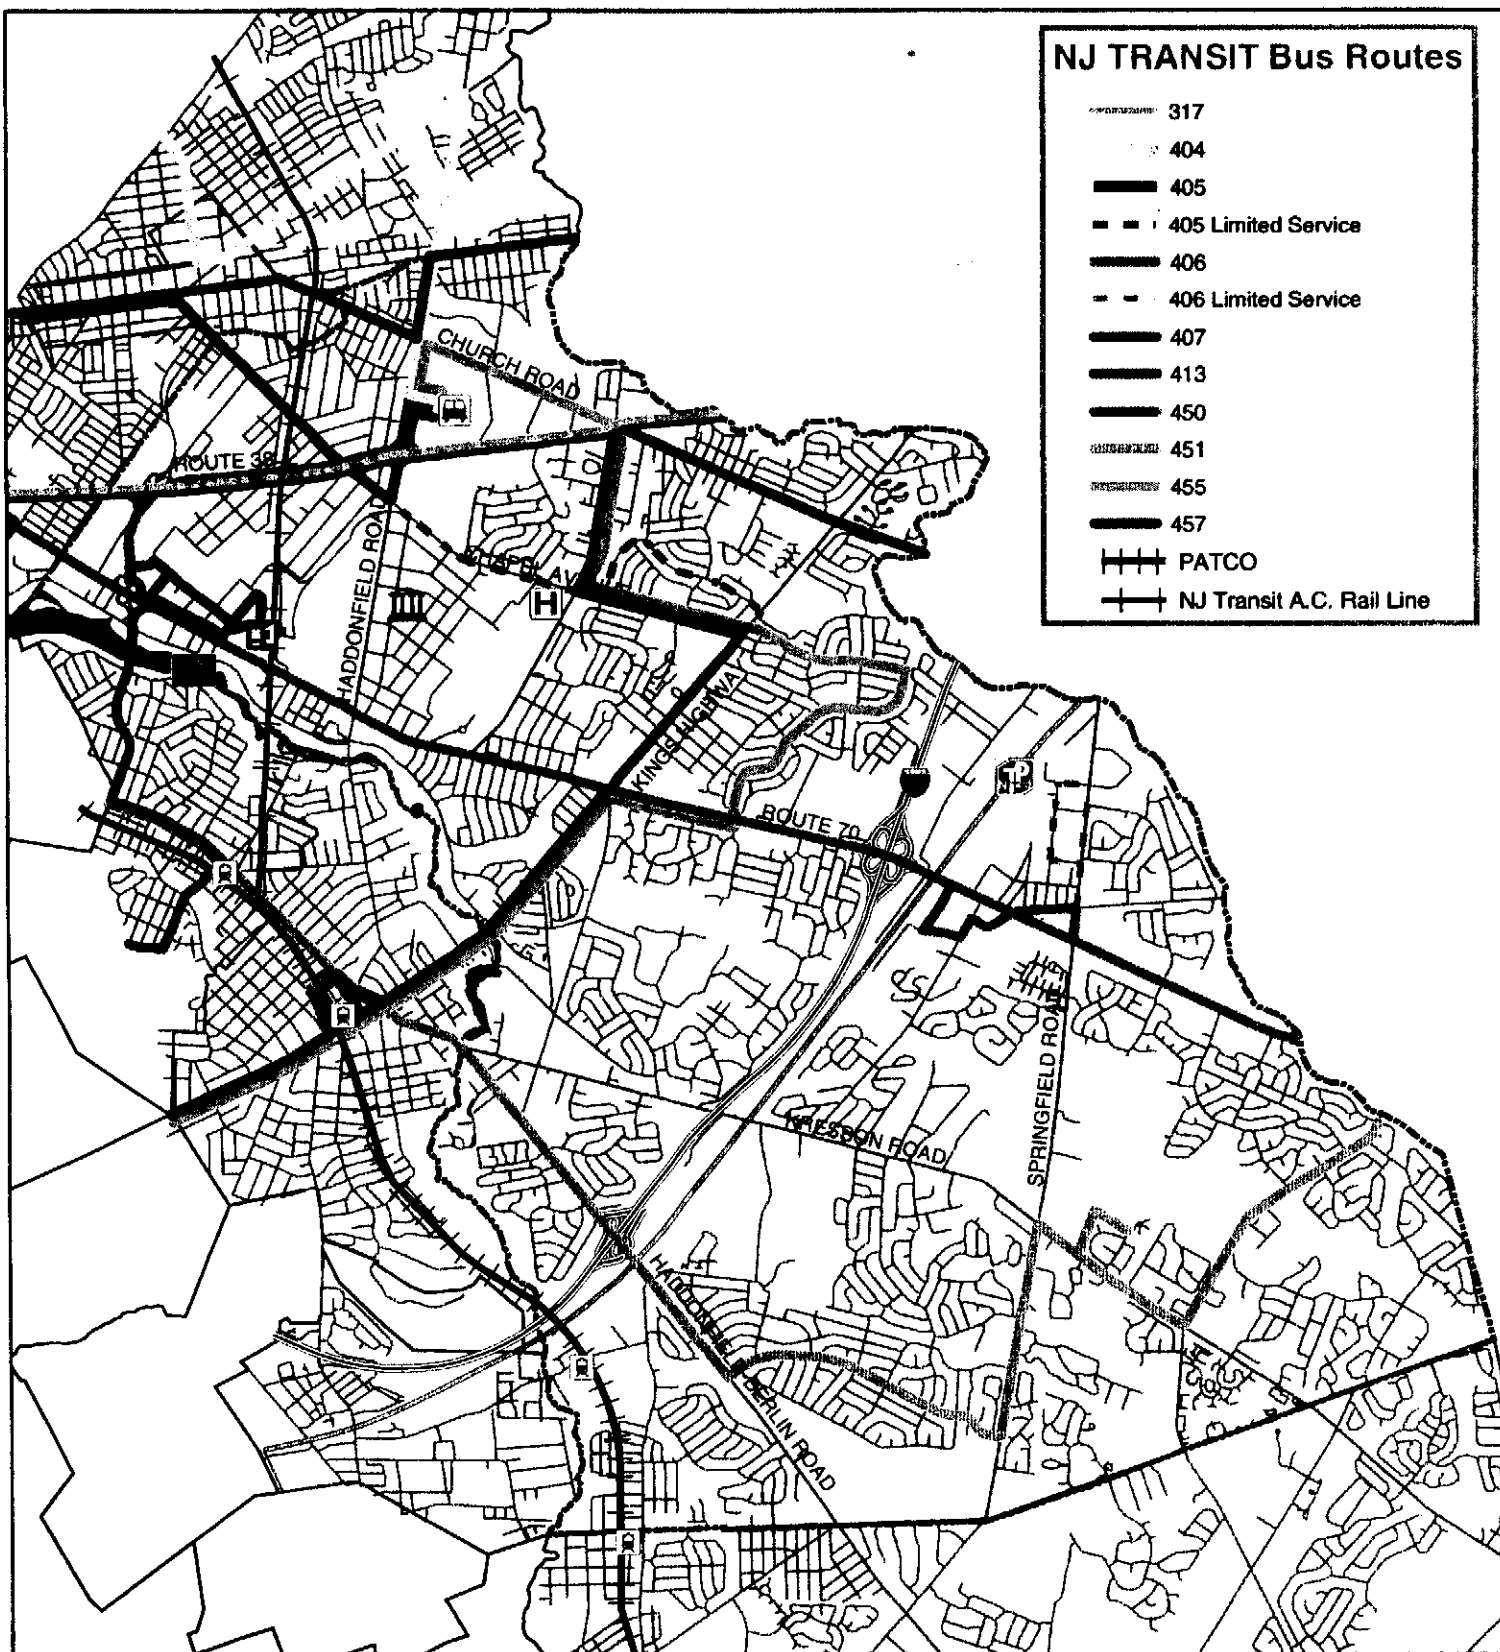 NJ TRANSIT Bus Routes
317
404
405
405 Limited Service
406
406 Limited Service
407
413
450
451
455
457
PATCO
NJ Transit A.C. Rail Line
CHURCH ROAD
ROUTE 38
HADDONFIELD ROAD
H
KINGS HIGHWAY
ROUTE 70
TP
SPRINGFIELD ROAD
KRESSON ROAD
BERLIN ROAD